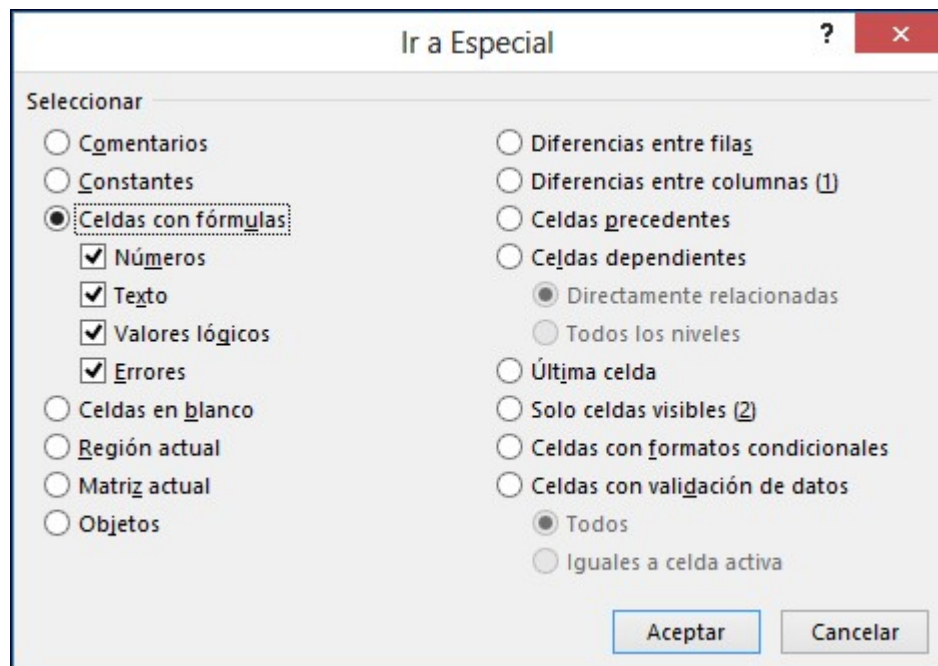 Ir a Especial
?
Seleccionar
Comentarios
Constantes
Celdas con fórmulas
Números
Texto
Valores lógicos
Errores
Celdas en blanco
Región actual
Matriz actual
Objetos
Diferencias entre filas
Diferencias entre columnas (1)
Celdas precedentes
Celdas dependientes
Directamente relacionadas
Todos los niveles
Última celda
Solo celdas visibles (2)
Celdas con formatos condicionales
Celdas con validación de datos
Todos
Iguales a celda activa
Aceptar
Cancelar